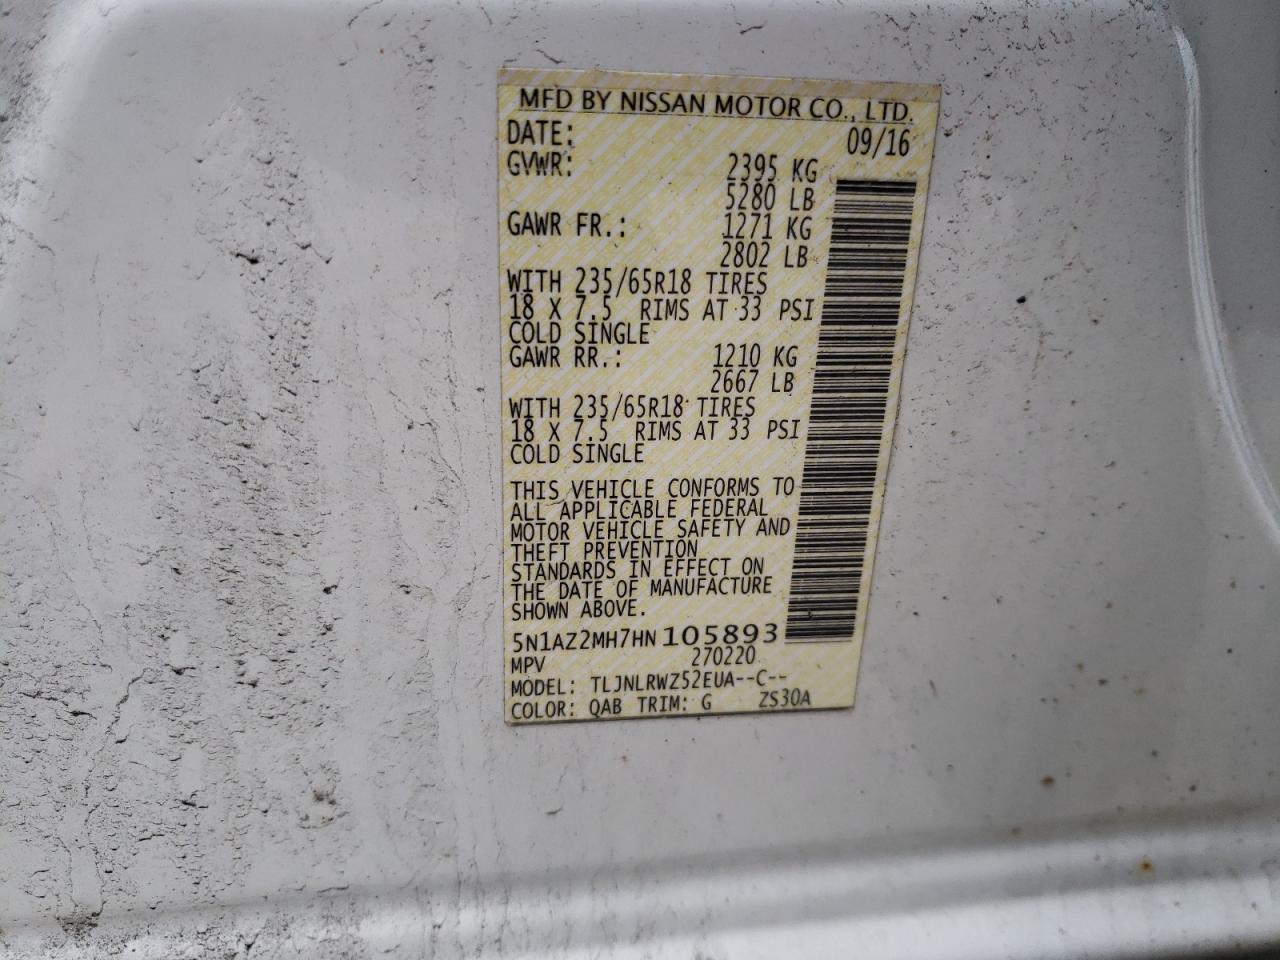 MFD BY NISSAN MOTOR CO., LTD.
DATE: 09/16
GVWR: 2395 KG
5280 LB
GAWR FR.: 1271 KG
2802 LB
WITH 235/65R18 TIRES
18 X 7.5 RIMS AT 33 PSI
COLD SINGLE
GAWR RR.: 1210 KG
2667 LB
WITH 235/65R18 TIRES
18 X 7.5 RIMS AT 33 PSI
COLD SINGLE
THIS VEHICLE CONFORMS TO
ALL APPLICABLE FEDERAL
MOTOR VEHICLE SAFETY AND
THEFT PREVENTION
STANDARDS IN EFFECT ON
THE DATE OF MANUFACTURE
SHOWN ABOVE.
5N1AZ2MH7HN105893
MPV 270220
MODEL: TLJNLRWZ52EUA--C--
COLOR: QAB TRIM: G ZS30A